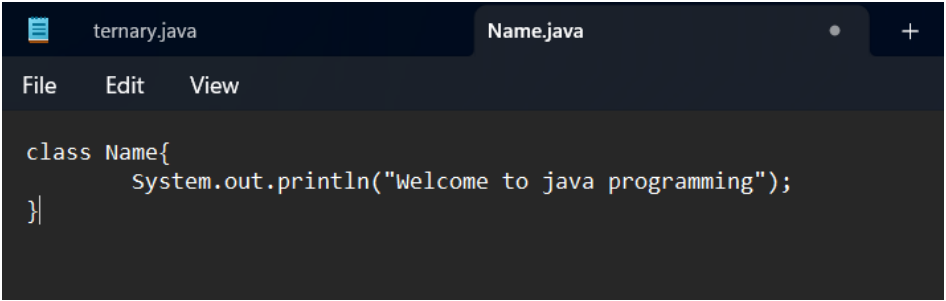 ternary.java Name.java
File Edit View
class Name{
        System.out.println("Welcome to java programming");
}